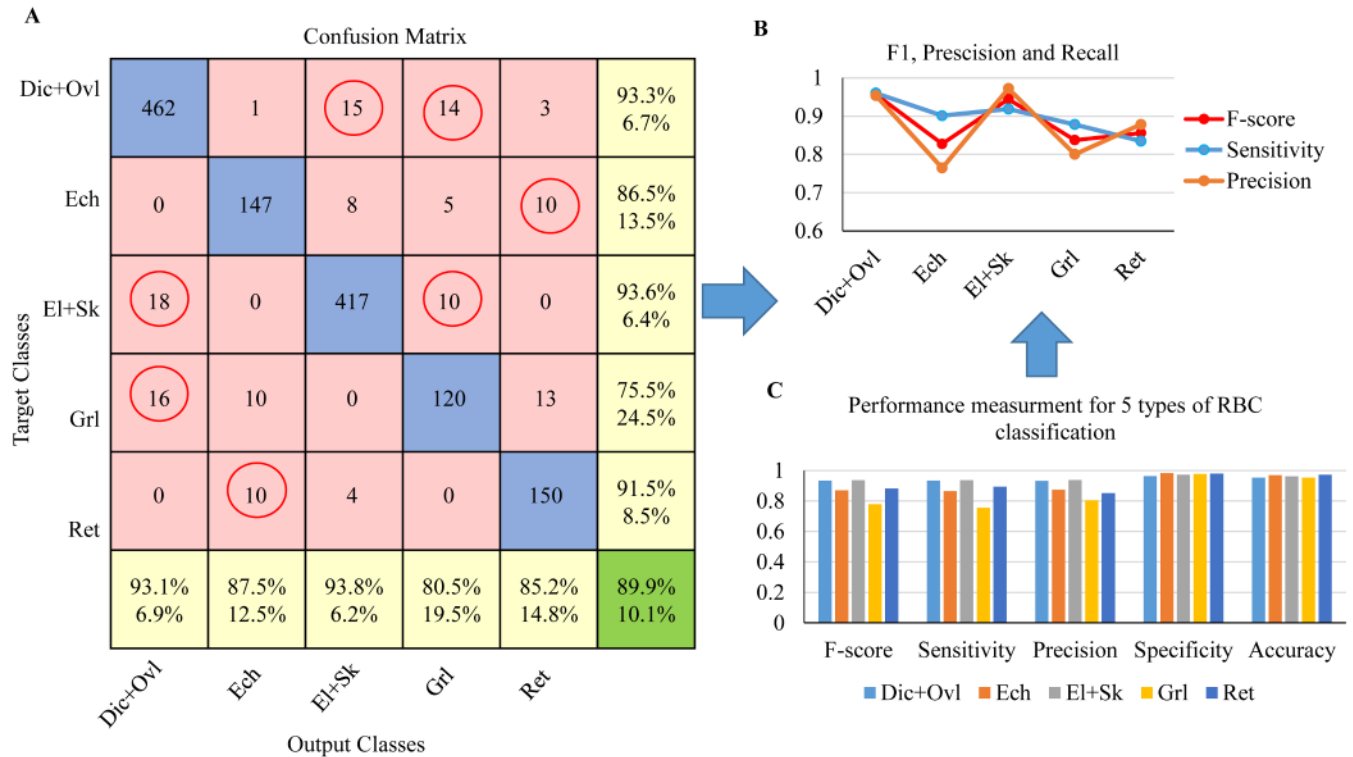 A
Confusion Matrix
Dic+Ovl
462 1 15 14 3 93.3%
6.7%
Ech
0 147 8 5 10 86.5%
13.5%
El+Sk
18 0 417 10 0 93.6%
6.4%
Grl
16 10 0 120 13 75.5%
24.5%
Ret
0 10 4 0 150 91.5%
8.5%
93.1% 87.5% 93.8% 80.5% 85.2% 89.9%
6.9% 12.5% 6.2% 19.5% 14.8% 10.1%
Target Classes
Dic+Ovl Ech El+Sk Grl Ret
Output Classes
B
F1, Prescision and Recall
1
0.9
0.8
0.7
0.6
Dic+Ovl Ech El+Sk Grl Ret
F-score
Sensitivity
Precision
C
Performance measurment for 5 types of RBC
classification
1
0.8
0.6
0.4
0.2
0
F-score Sensitivity Precision Specificity Accuracy
Dic+Ovl Ech El+Sk Grl Ret